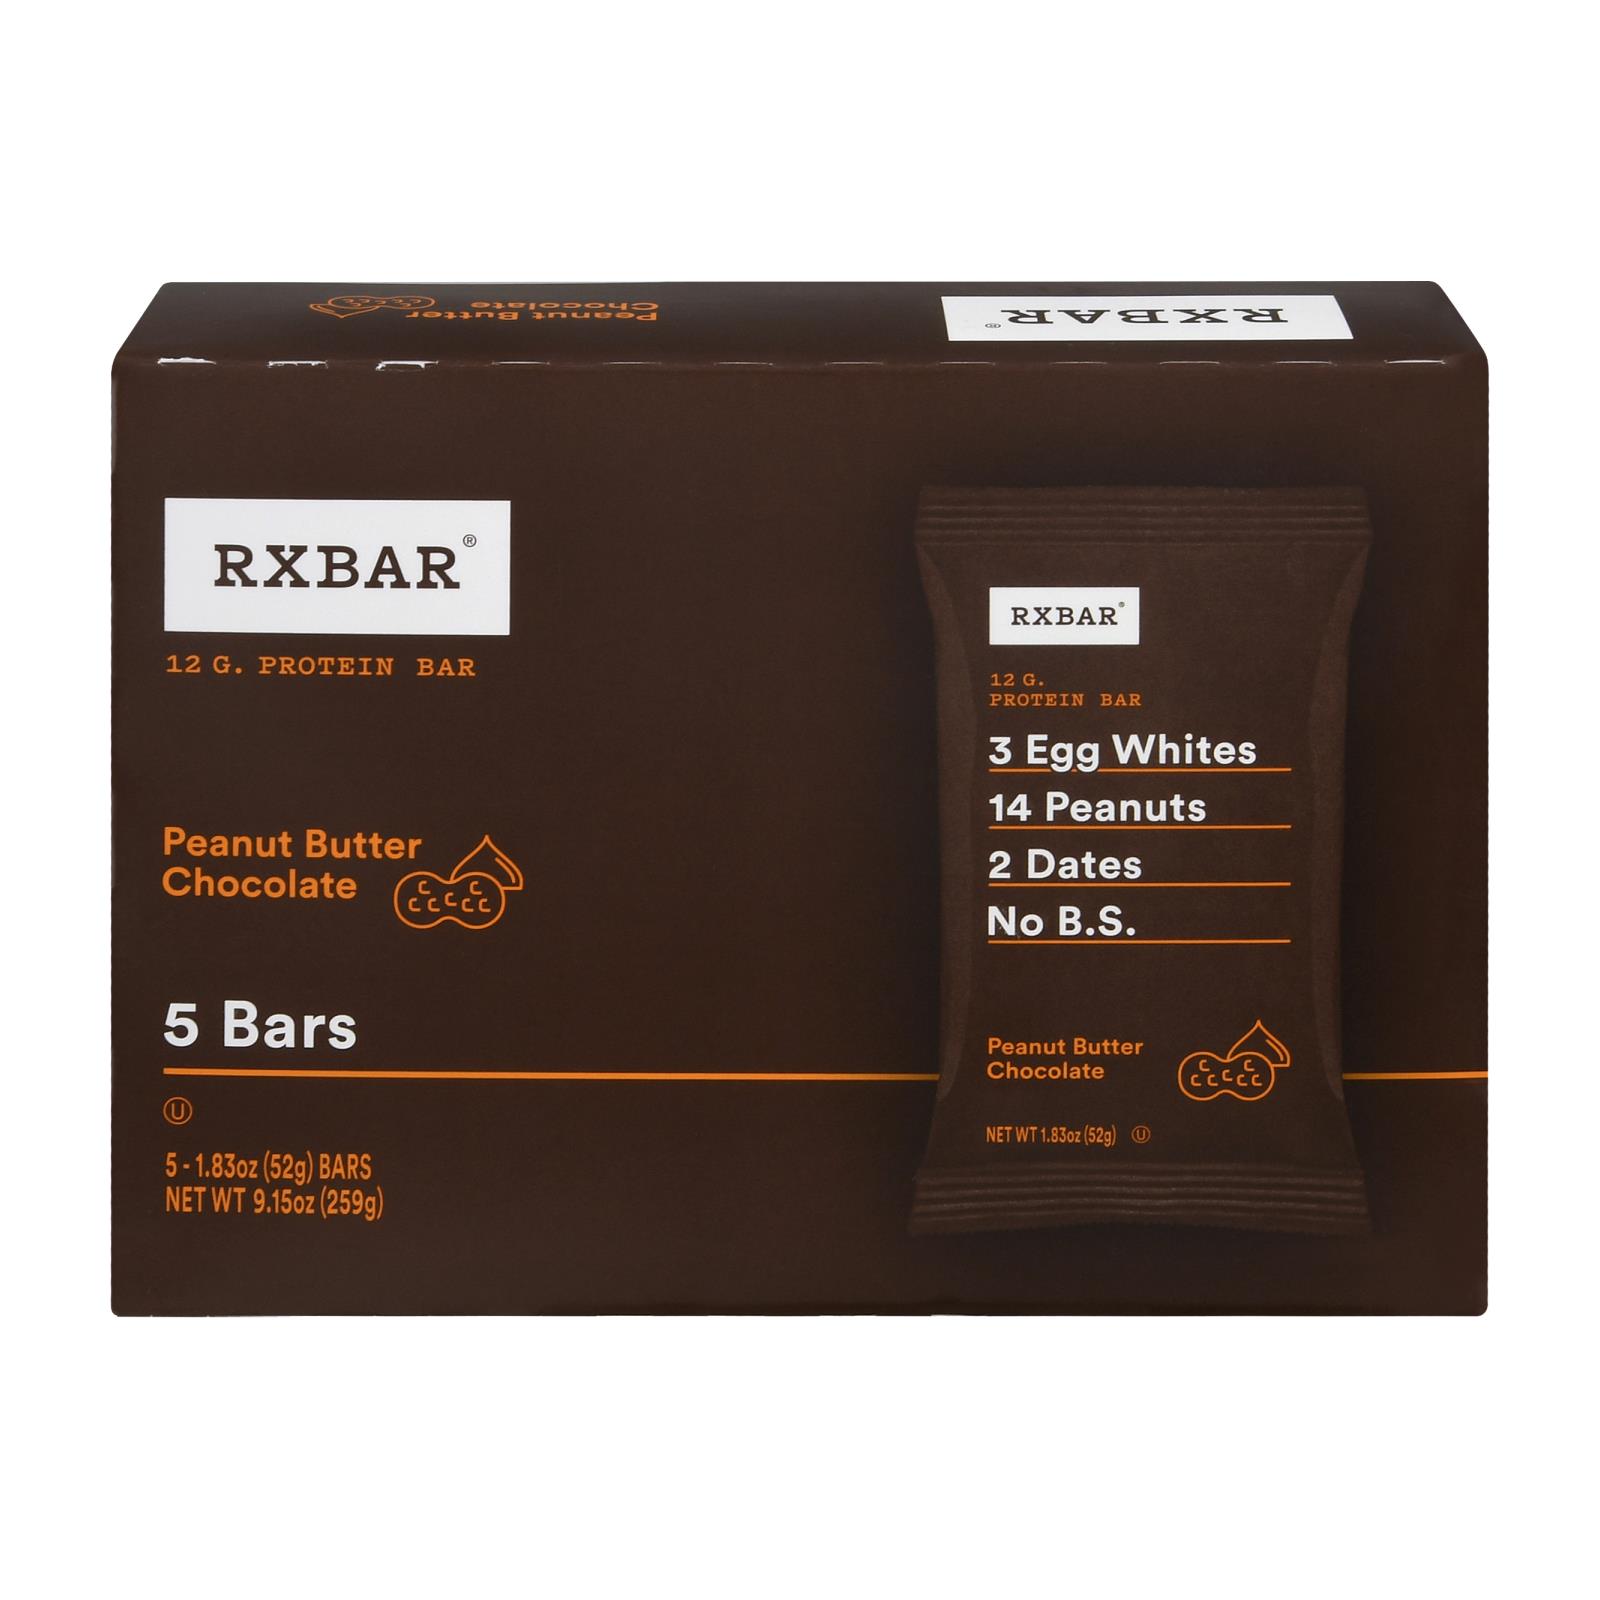 Peanut Butter
Chocolate
RXBAR®
RXBAR®
12 G. PROTEIN BAR
Peanut Butter
Chocolate
5 Bars
U
5 - 1.83oz (52g) BARS
NET WT 9.15oz (259g)
RXBAR®
12 G.
PROTEIN BAR
3 Egg Whites
14 Peanuts
2 Dates
No B.S.
Peanut Butter
Chocolate
NET WT 1.83oz (52g) U